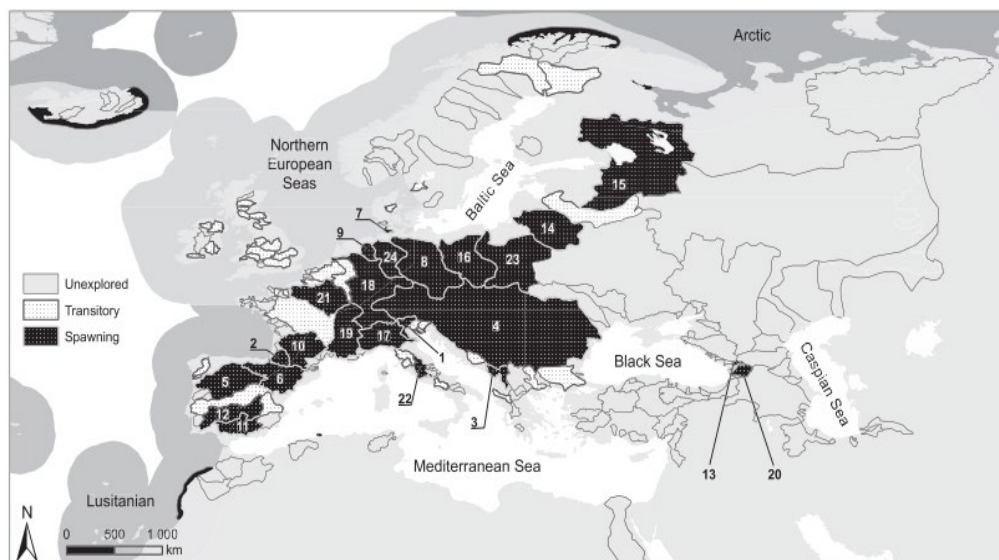 Arctic
Northern
European
Seas
Baltic Sea
15
7
14
9
24
8
16
23
18
Unexplored
Transitory
Spawning
21
4
19
17
10
1
2
Black Sea
Caspian Sea
5
6
22
3
12
11
Mediterranean Sea
13
20
Lusitanian
N
0 500 1 000
km